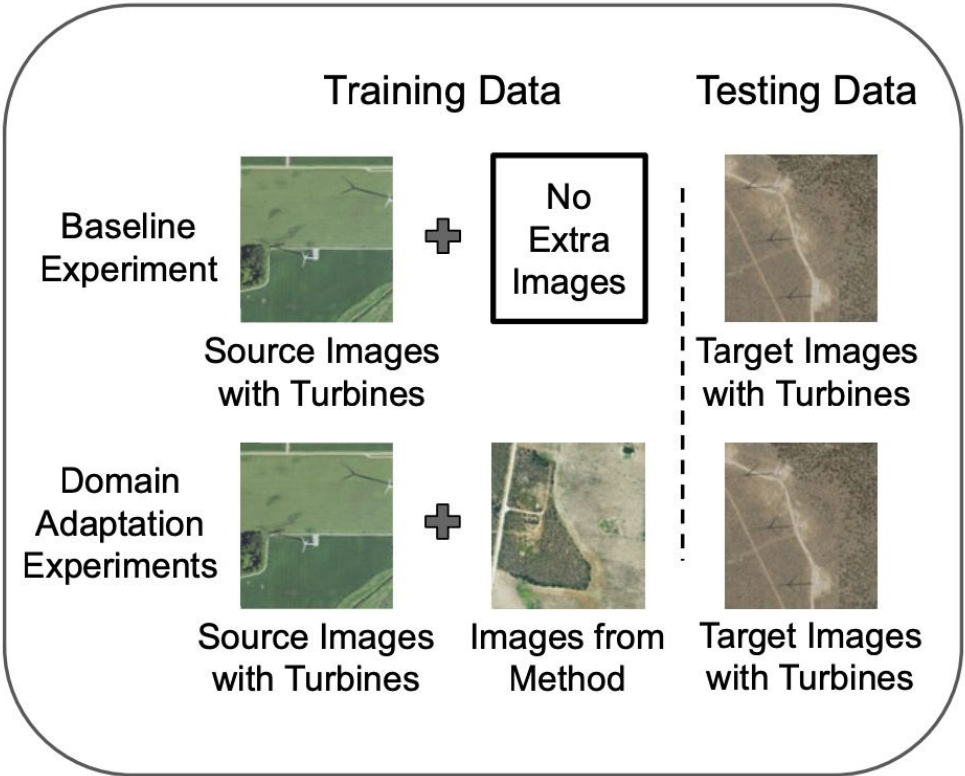 Training Data
Testing Data
Baseline
Experiment
No
Extra
Images
Source Images
with Turbines
Target Images
with Turbines
Domain
Adaptation
Experiments
Source Images
with Turbines
Images from
Method
Target Images
with Turbines